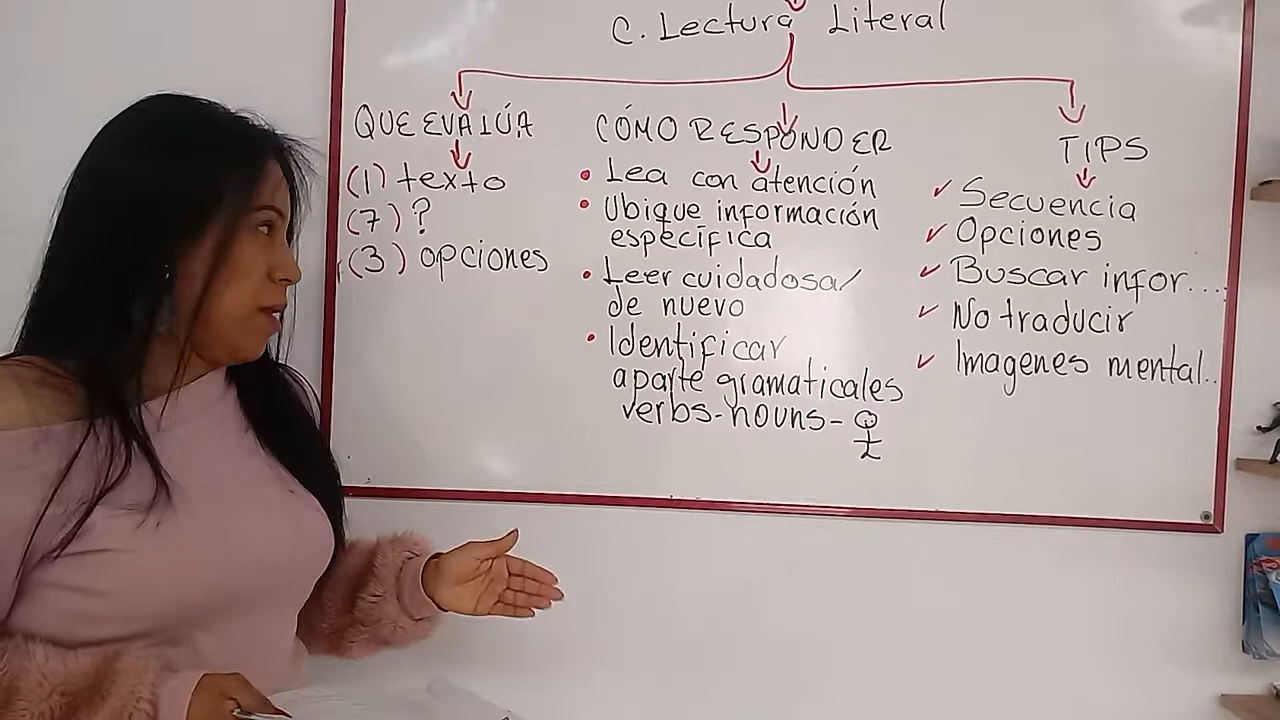 C. Lectura Literal
QUE EVALÚA
(1) texto
(7) ?
(3) opciones
CÓMO RESPONDER
• Lea con atención
• Ubique información
específica
• Leer cuidadosa/
de nuevo
• Identificar
aparte gramaticales
verbs-nouns-
TIPS
✓ Secuencia
✓ Opciones
✓ Buscar infor....
✓ No traducir
✓ Imagenes mental..